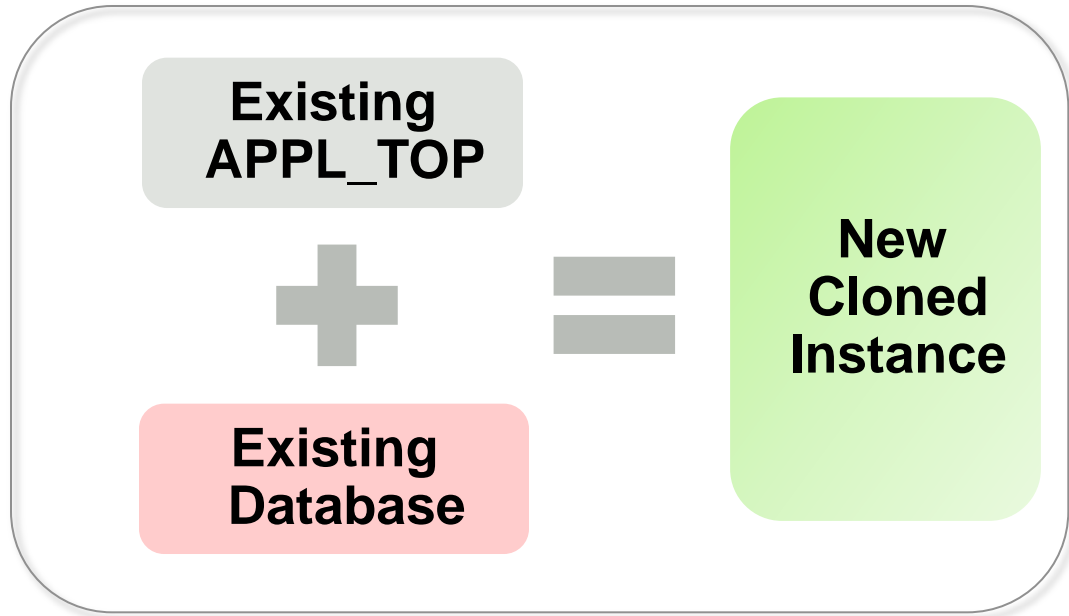 Existing
APPL_TOP
Existing
Database
New
Cloned
Instance